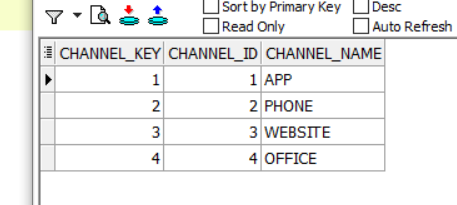 Sort by Primary Key Desc
Read Only Auto Refresh
CHANNEL_KEY CHANNEL_ID CHANNEL_NAME
1 1 APP
2 2 PHONE
3 3 WEBSITE
4 4 OFFICE